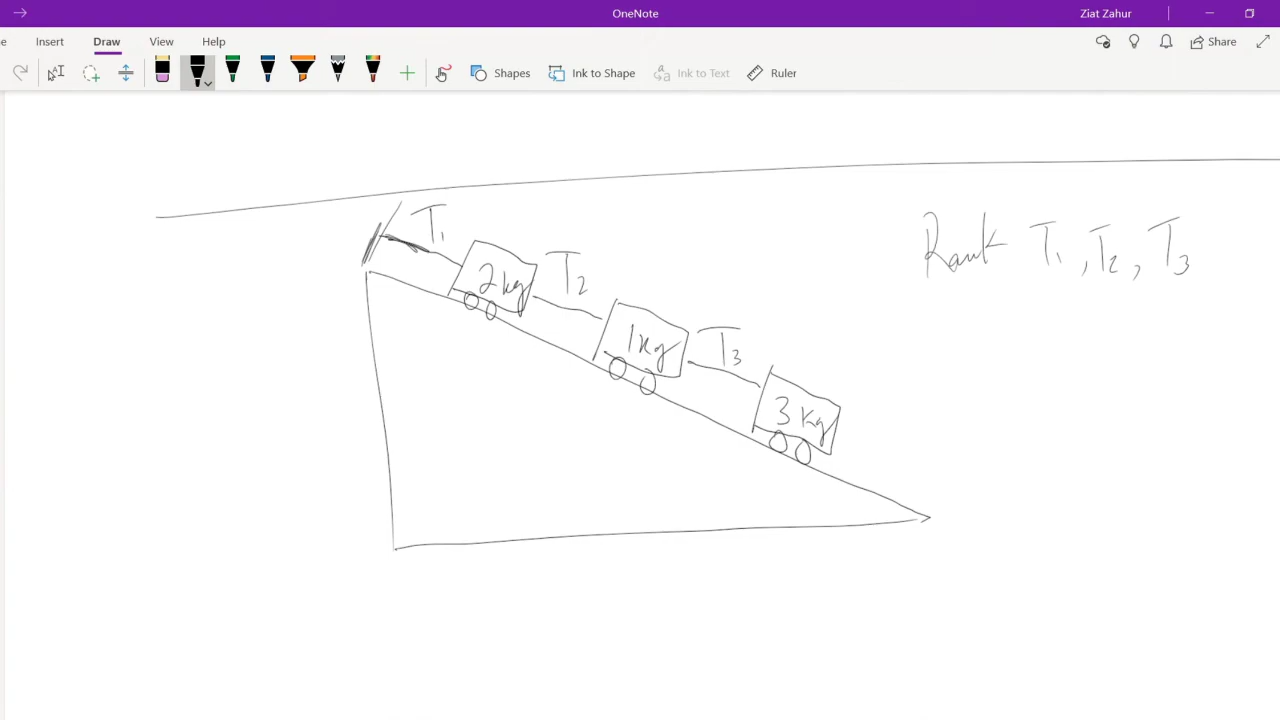 OneNote
Ziat Zahur
Insert Draw View Help
Share
Shapes Ink to Shape Ink to Text Ruler
T1
2kg
T2
1kg
T3
3kg
Rank T1, T2, T3